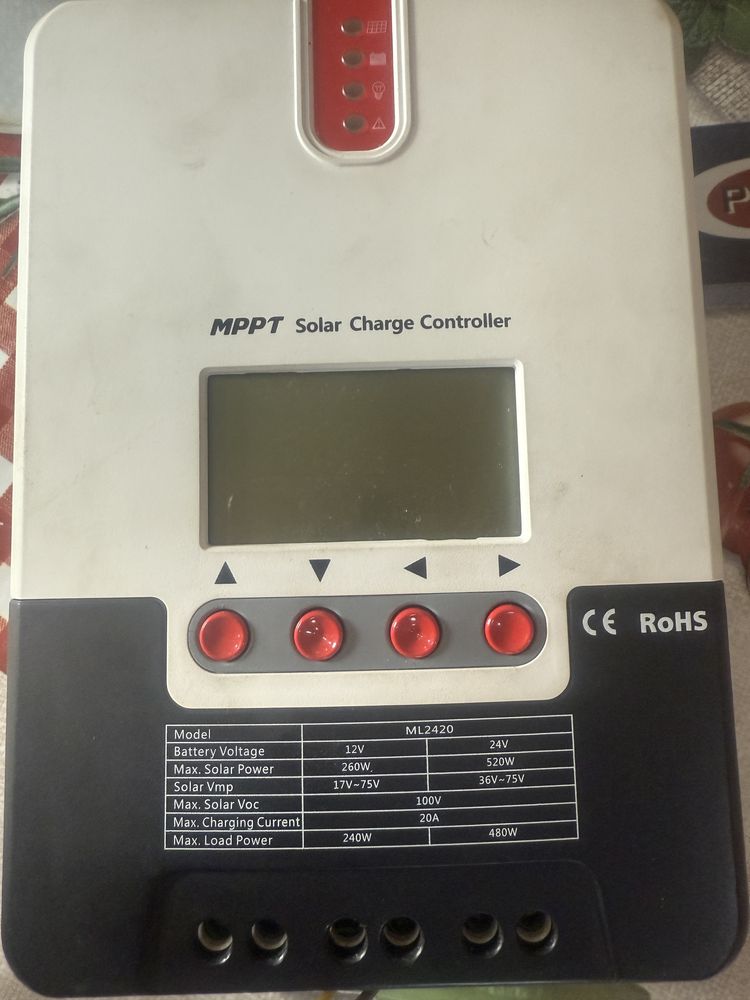 MPPT Solar Charge Controller
▲ ▼ ◀ ▶
CE RoHS
Model ML2420
Battery Voltage 12V 24V
Max. Solar Power 260W. 520W
Solar Vmp 17V~75V 36V~75V
Max. Solar Voc 100V
Max. Charging Current 20A
Max. Load Power 240W 480W